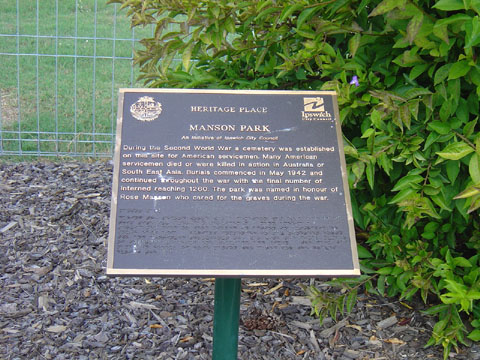 HERITAGE PLACE
Ipswich
City Council
MANSON PARK
An Initiative of Ipswich City Council
During the Second World War a cemetery was established
on this site for American servicemen. Many American
servicemen died or were killed in action in Australia or
South East Asia. Burials commenced in May 1942 and
continued throughout the war with the final number of
interned reaching 1260. The park was named in honour of
Rose Manson who cared for the graves during the war.